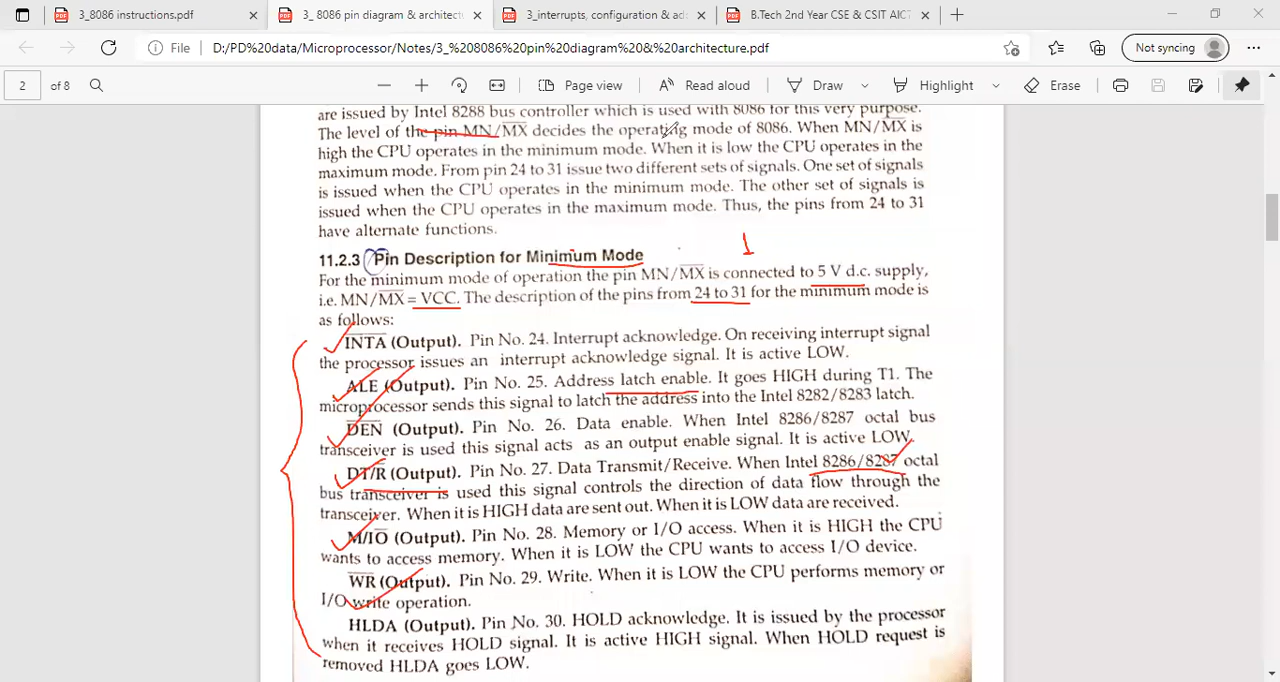 3_8086 instructions.pdf
3_ 8086 pin diagram & architectu
3_interrupts, configuration & ad
B.Tech 2nd Year CSE & CSIT AIC
File
D:/PD%20data/Microprocessor/Notes/3_%208086%20pin%20diagram%20&%20architecture.pdf
Not syncing
2 of 8
Page view
Read aloud
Draw
Highlight
Erase
are issued by Intel 8288 bus controller which is used with 8086 for this very purpose.
The level of the pin MN/M̅X̅ decides the operating mode of 8086. When MN/M̅X̅ is
high the CPU operates in the minimum mode. When it is low the CPU operates in the
maximum mode. From pin 24 to 31 issue two different sets of signals. One set of signals
is issued when the CPU operates in the minimum mode. The other set of signals is
issued when the CPU operates in the maximum mode. Thus, the pins from 24 to 31
have alternate functions.
1
11.2.3 Pin Description for Minimum Mode
For the minimum mode of operation the pin MN/M̅X̅ is connected to 5 V d.c. supply,
i.e. MN/M̅X̅ = VCC. The description of the pins from 24 to 31 for the minimum mode is
as follows:
I̅N̅T̅A̅ (Output). Pin No. 24. Interrupt acknowledge. On receiving interrupt signal
the processor issues an interrupt acknowledge signal. It is active LOW.
ALE (Output). Pin No. 25. Address latch enable. It goes HIGH during T1. The
microprocessor sends this signal to latch the address into the Intel 8282/8283 latch.
D̅E̅N̅ (Output). Pin No. 26. Data enable. When Intel 8286/8287 octal bus
transceiver is used this signal acts as an output enable signal. It is active LOW.
DT/R̅ (Output). Pin No. 27. Data Transmit/Receive. When Intel 8286/8287 octal
bus transceiver is used this signal controls the direction of data flow through the
transceiver. When it is HIGH data are sent out. When it is LOW data are received.
M/I̅O̅ (Output). Pin No. 28. Memory or I/O access. When it is HIGH the CPU
wants to access memory. When it is LOW the CPU wants to access I/O device.
W̅R̅ (Output). Pin No. 29. Write. When it is LOW the CPU performs memory or
I/O write operation.
HLDA (Output). Pin No. 30. HOLD acknowledge. It is issued by the processor
when it receives HOLD signal. It is active HIGH signal. When HOLD request is
removed HLDA goes LOW.